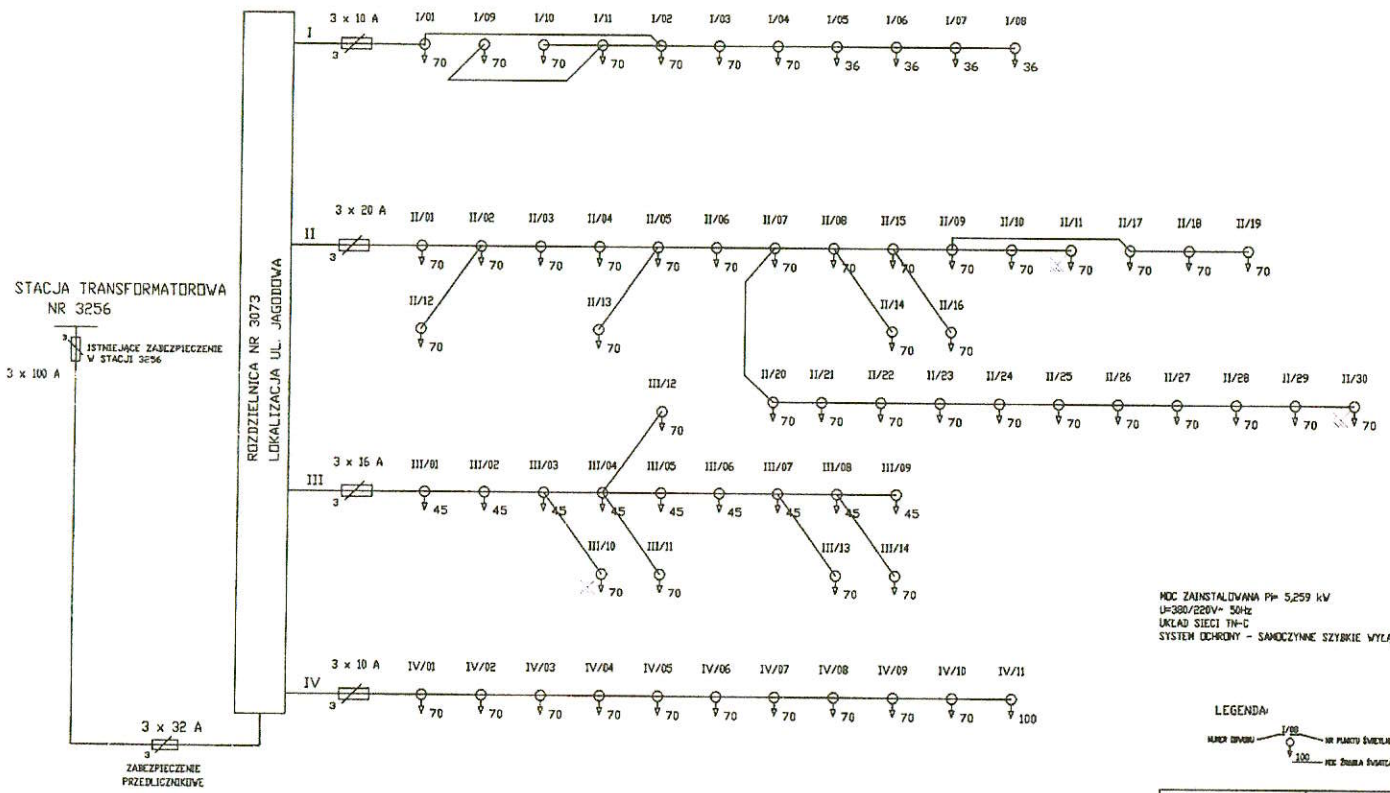 3 x 10 A I/01 I/09 I/10 I/11 I/02 I/03 I/04 I/05 I/06 I/07 I/08
I
3
70 70 70 70 70 70 70 36 36 36 36
3 x 20 A II/01 II/02 II/03 II/04 II/05 II/06 II/07 II/08 II/15 II/09 II/10 II/11 II/17 II/18 II/19
II
3
70 70 70 70 70 70 70 70 70 70 70 70 70 70 70
II/12 II/13 II/14 II/16
70 70 70 70
STACJA TRANSFORMATOROWA
NR 3256
3
ISTNIEJĄCE ZABEZPIECZENIE
W STACJI 3256
3 x 100 A
ROZDZIELNICA NR 3073
LOKALIZACJA UL. JAGODOWA
II/20 II/21 II/22 II/23 II/24 II/25 II/26 II/27 II/28 II/29 II/30
70 70 70 70 70 70 70 70 70 70 70
III/12
70
3 x 16 A III/01 III/02 III/03 III/04 III/05 III/06 III/07 III/08 III/09
III
3
45 45 45 45 45 45 45 45 45
III/10 III/11 III/13 III/14
70 70 70 70
MOC ZAINSTALOWANA Pi= 5,259 kW
U=380/220V~ 50Hz
UKŁAD SIECI TN-C
SYSTEM OCHRONY - SAMOCZYNNE SZYBKIE
3 x 10 A IV/01 IV/02 IV/03 IV/04 IV/05 IV/06 IV/07 IV/08 IV/09 IV/10 IV/11
IV
3
70 70 70 70 70 70 70 70 70 70 100
3 x 32 A
3
ZABEZPIECZENIE
PRZEDLICZNIKOWE
LEGENDA:
NUMER OBWODU
NR PUNKTU
100